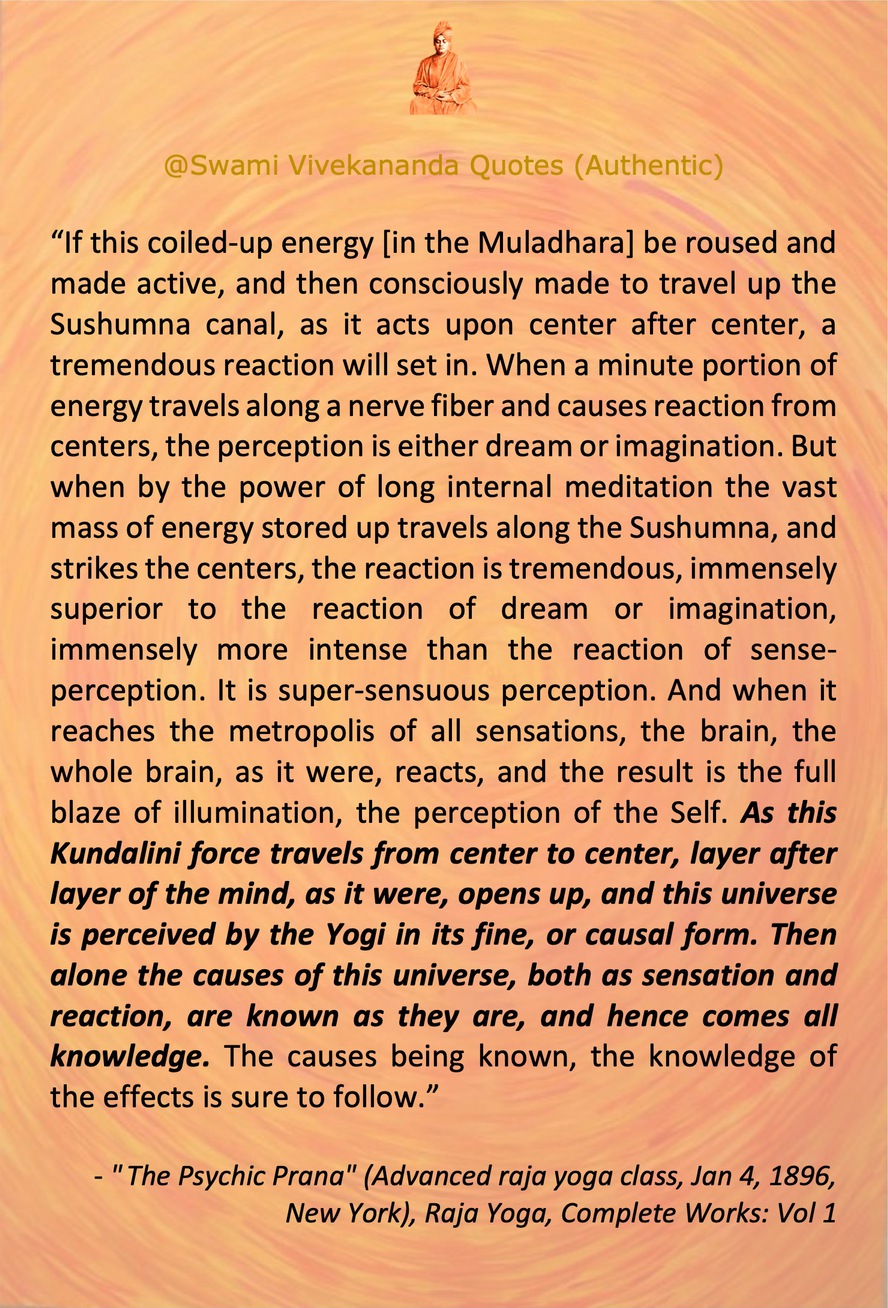 @Swami Vivekananda Quotes (Authentic)
“If this coiled-up energy [in the Muladhara] be roused and
made active, and then consciously made to travel up the
Sushumna canal, as it acts upon center after center, a
tremendous reaction will set in. When a minute portion of
energy travels along a nerve fiber and causes reaction from
centers, the perception is either dream or imagination. But
when by the power of long internal meditation the vast
mass of energy stored up travels along the Sushumna, and
strikes the centers, the reaction is tremendous, immensely
superior to the reaction of dream or imagination,
immensely more intense than the reaction of sense-
perception. It is super-sensuous perception. And when it
reaches the metropolis of all sensations, the brain, the
whole brain, as it were, reacts, and the result is the full
blaze of illumination, the perception of the Self. As this
Kundalini force travels from center to center, layer after
layer of the mind, as it were, opens up, and this universe
is perceived by the Yogi in its fine, or causal form. Then
alone the causes of this universe, both as sensation and
reaction, are known as they are, and hence comes all
knowledge. The causes being known, the knowledge of
the effects is sure to follow.”
- "The Psychic Prana" (Advanced raja yoga class, Jan 4, 1896,
New York), Raja Yoga, Complete Works: Vol 1